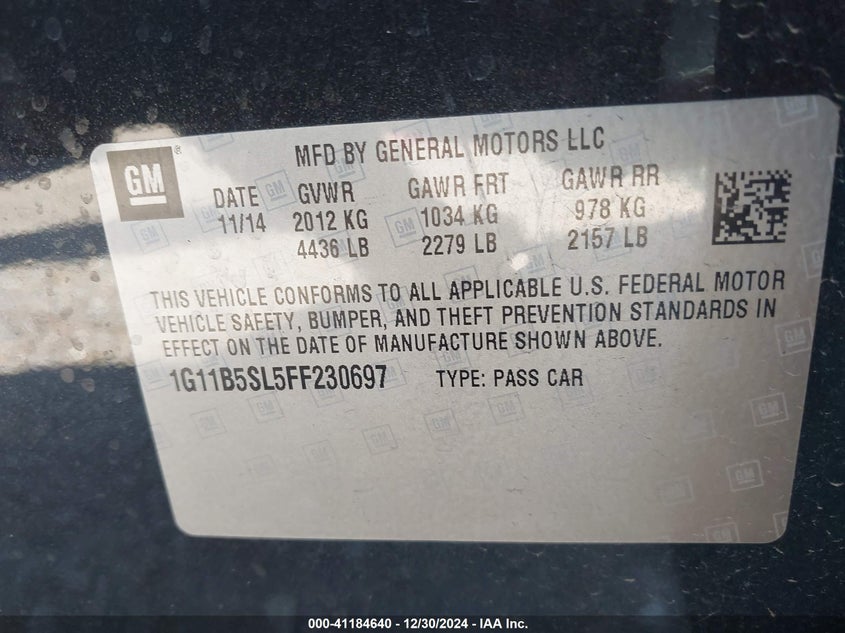 MFD BY GENERAL MOTORS LLC
GM ®
DATE GVWR GAWR FRT GAWR RR
11/14 2012 KG 1034 KG 978 KG
4436 LB 2279 LB 2157 LB
THIS VEHICLE CONFORMS TO ALL APPLICABLE U.S. FEDERAL MOTOR
VEHICLE SAFETY, BUMPER, AND THEFT PREVENTION STANDARDS IN
EFFECT ON THE DATE OF MANUFACTURE SHOWN ABOVE.
1G11B5SL5FF230697 TYPE: PASS CAR
000-41184640 - 12/30/2024 - IAA Inc.